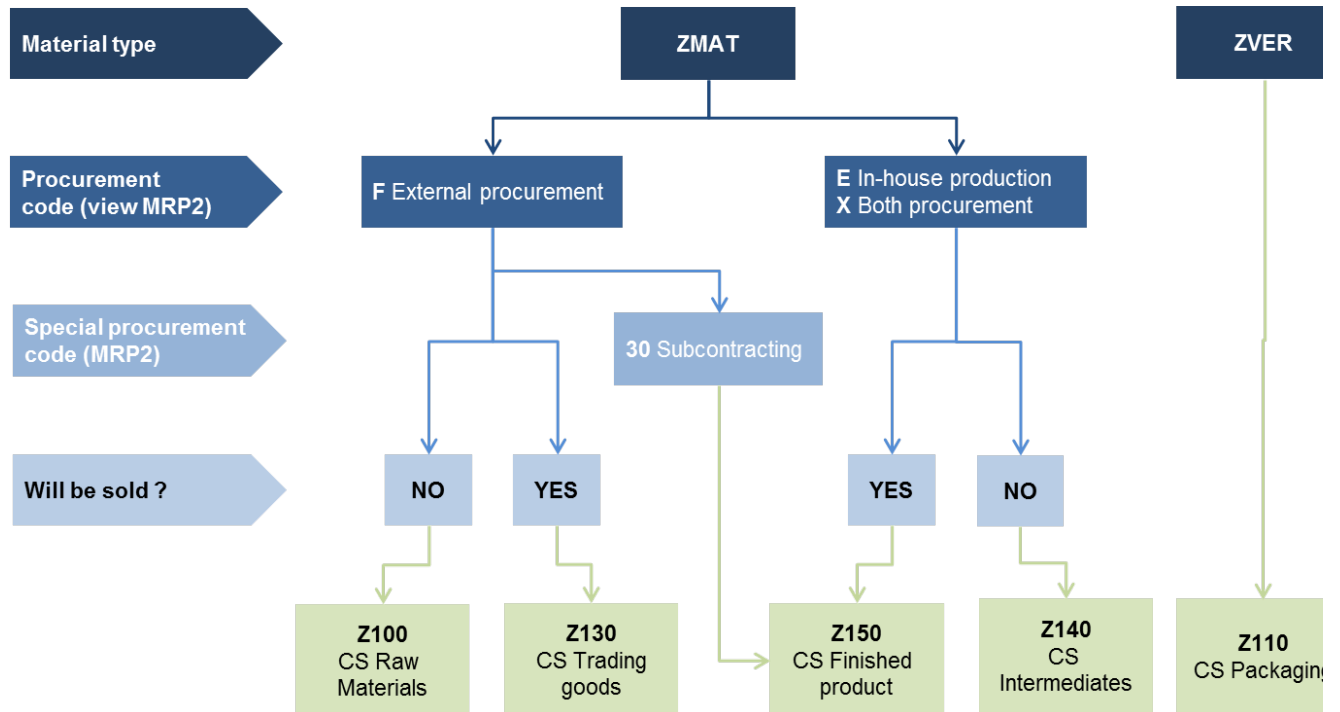 Material type
ZMAT
ZVER
Procurement
code (view MRP2)
F External procurement
E In-house production
X Both procurement
Special procurement
code (MRP2)
30 Subcontracting
Will be sold ?
NO
YES
YES
NO
Z100
CS Raw
Materials
Z130
CS Trading
goods
Z150
CS Finished
product
Z140
CS
Intermediates
Z110
CS Packaging